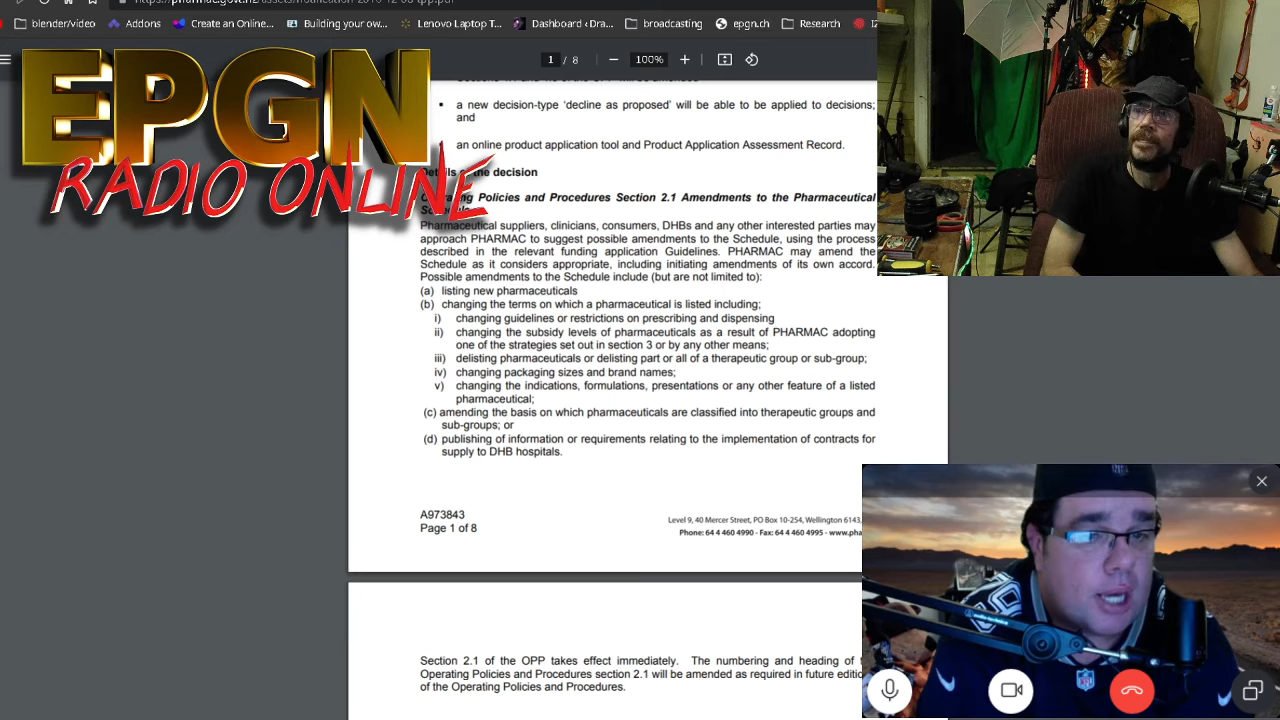 blender/video
Addons
Create an Online...
Building your ow...
Lenovo Laptop T...
Dashboard ‹ Dra...
broadcasting
epgn.ch
Research
EPGN
RADIO ONLINE
1 / 8
100%
▪ a new decision-type ‘decline as proposed’ will be able to be applied to decisions;
and
an online product application tool and Product Application Assessment Record.
the decision
Policies and Procedures Section 2.1 Amendments to the Pharmaceutical
Pharmaceutical suppliers, clinicians, consumers, DHBs and any other interested parties may
approach PHARMAC to suggest possible amendments to the Schedule, using the process
described in the relevant funding application Guidelines. PHARMAC may amend the
Schedule as it considers appropriate, including initiating amendments of its own accord.
Possible amendments to the Schedule include (but are not limited to):
(a) listing new pharmaceuticals
(b) changing the terms on which a pharmaceutical is listed including;
i) changing guidelines or restrictions on prescribing and dispensing
ii) changing the subsidy levels of pharmaceuticals as a result of PHARMAC adopting
one of the strategies set out in section 3 or by any other means;
iii) delisting pharmaceuticals or delisting part or all of a therapeutic group or sub-group;
iv) changing packaging sizes and brand names;
v) changing the indications, formulations, presentations or any other feature of a listed
pharmaceutical;
(c) amending the basis on which pharmaceuticals are classified into therapeutic groups and
sub-groups; or
(d) publishing of information or requirements relating to the implementation of contracts for
supply to DHB hospitals.
A973843
Page 1 of 8
Level 9, 40 Mercer Street, PO Box 10-254, Wellington 6143,
Phone: 64 4 460 4990 - Fax: 64 4 460 4995 - www.pha
Section 2.1 of the OPP takes effect immediately. The numbering and heading of
Operating Policies and Procedures section 2.1 will be amended as required in future edition
of the Operating Policies and Procedures.